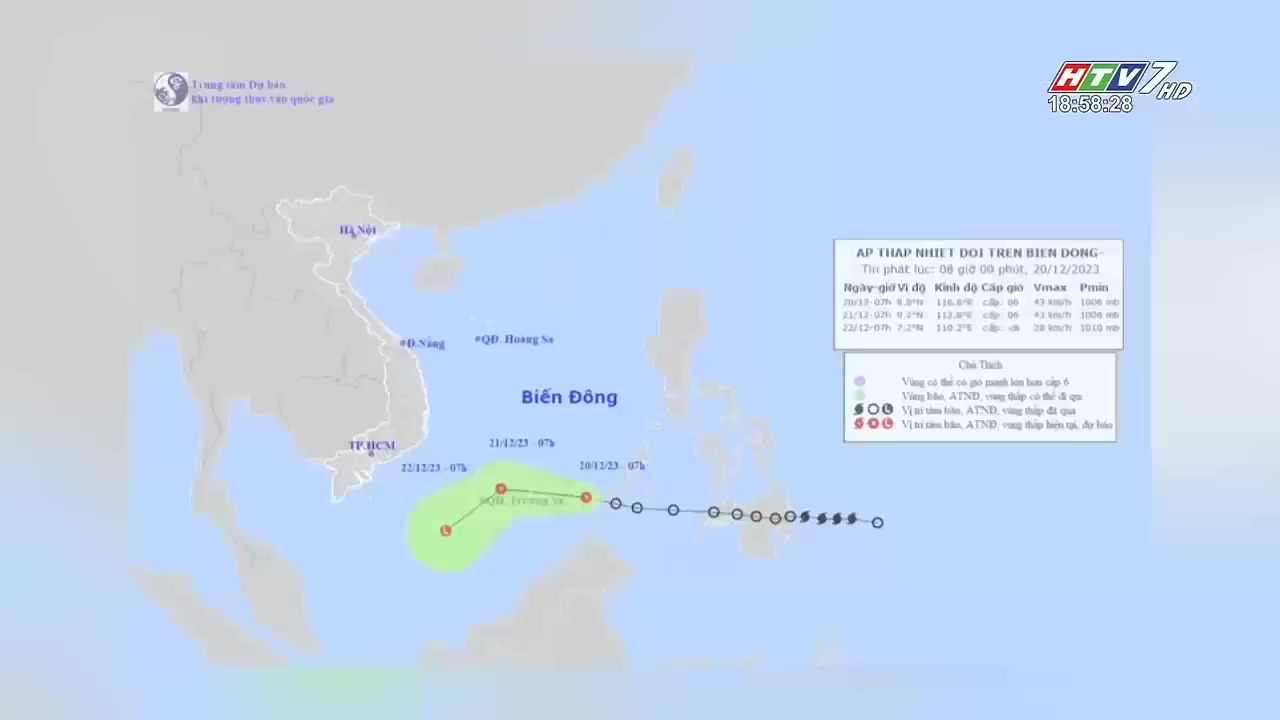 Trung tâm Dự báo
Khí tượng thủy văn quốc gia
HTV7 HD
18:58:28
Hà Nội
AP THAP NHIET DOI TREN BIEN DONG-
Tin phát lúc: 08 giờ 00 phút, 20/12/2023
Ngày-giờ Vĩ độ Kinh độ Cấp gió Vmax Pmin
20/12-07h 8.8°N 116.8°E cấp: 06 43 km/h 1006 mb
21/12-07h 9.2°N 112.8°E cấp: 06 43 km/h 1006 mb
22/12-07h 7.2°N 110.2°E cấp: <6 28 km/h 1010 mb
Đ.Nẵng
QĐ. Hoàng Sa
Chú Thích
Vùng có thể có gió mạnh lớn hơn cấp 6
Vùng bão, ATNĐ, vùng thấp có thể đi qua
Vị trí tâm bão, ATNĐ, vùng thấp đã qua
Vị trí tâm bão, ATNĐ, vùng thấp hiện tại, dự báo
Biển Đông
TP.HCM
21/12/23 - 07h
22/12/23 - 07h
20/12/23 - 07h
QĐ. Trường Sa